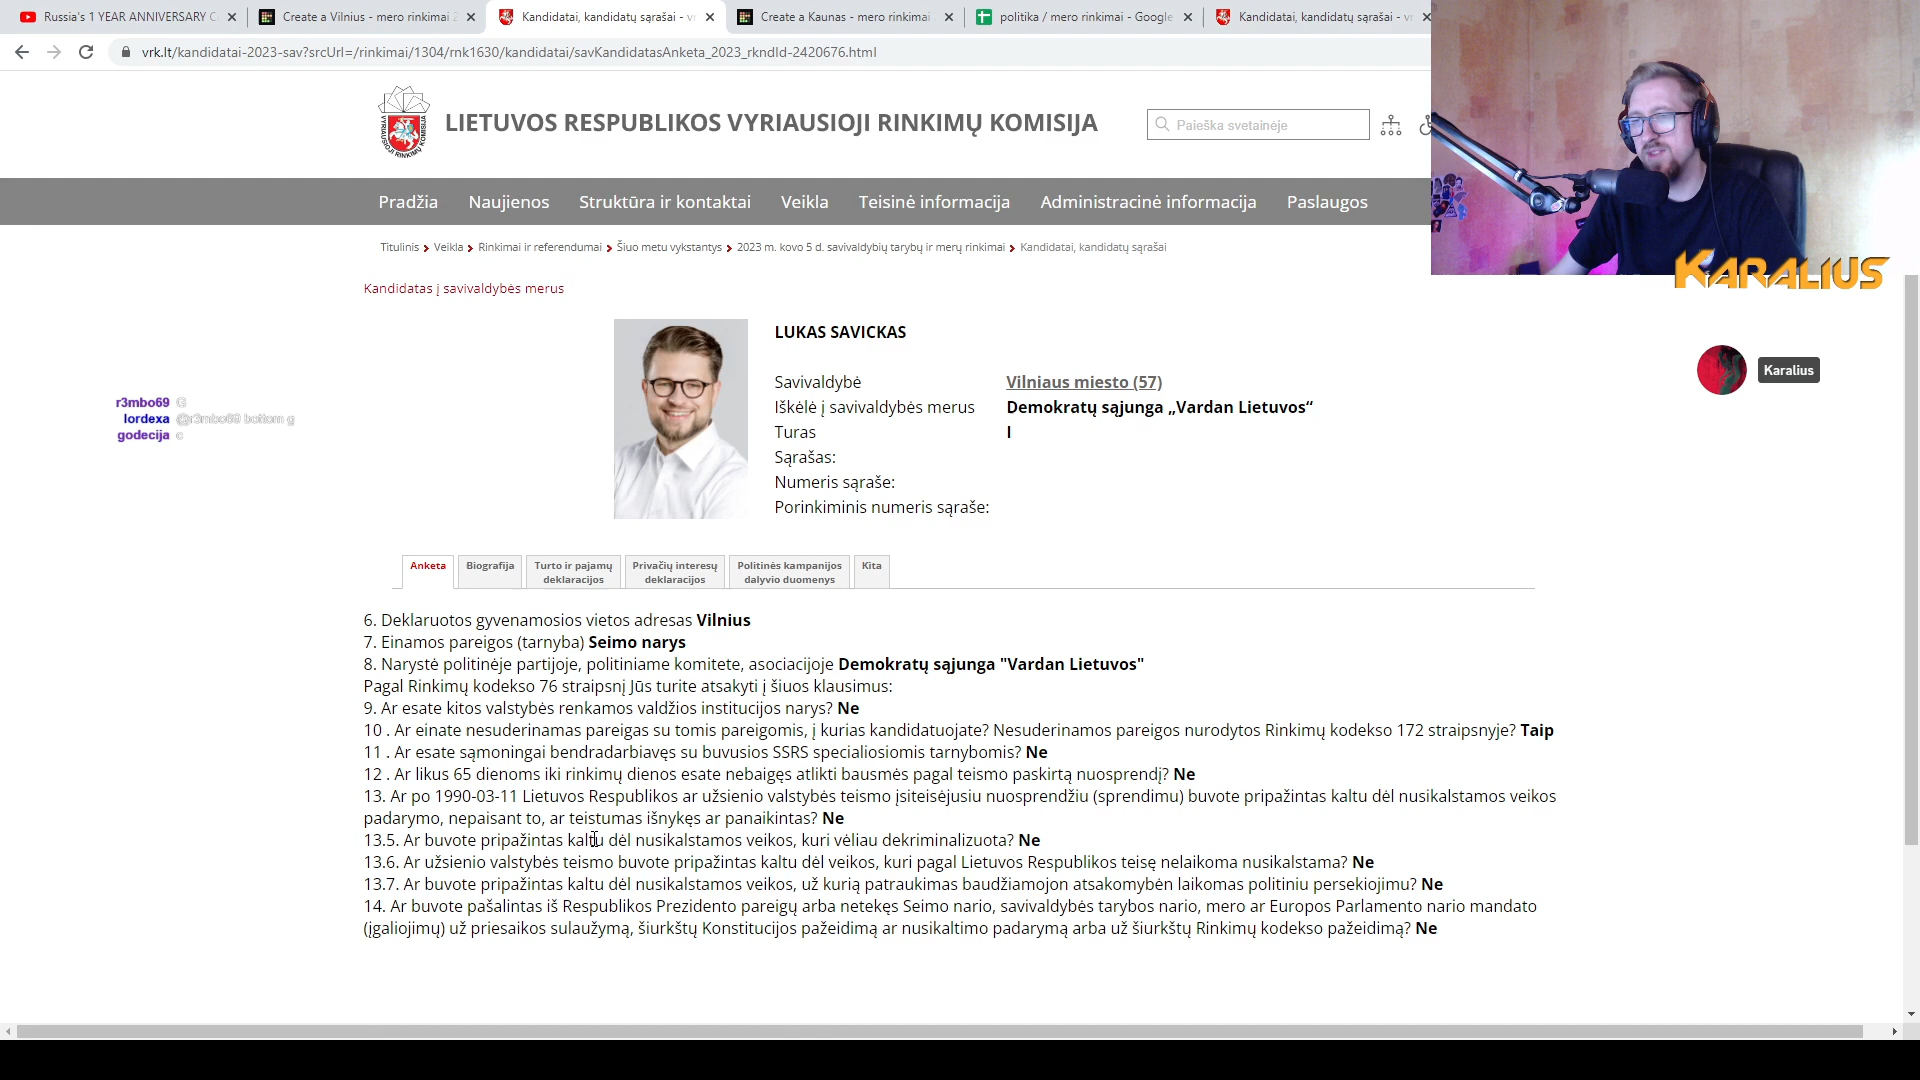 Russia's 1 YEAR ANNIVERSARY C
Create a Vilnius - mero rinkimai 2
Kandidatai, kandidatų sąrašai - vr
Create a Kaunas - mero rinkimai
politika / mero rinkimai - Google
Kandidatai, kandidatų sąrašai - vr
vrk.lt/kandidatai-2023-sav?srcUrl=/rinkimai/1304/rnk1630/kandidatai/savKandidatasAnketa_2023_rkndId-2420676.html
VYRIAUSIOJI RINKIMŲ KOMISIJA
LIETUVOS RESPUBLIKOS VYRIAUSIOJI RINKIMŲ KOMISIJA
Paieška svetainėje
Pradžia Naujienos Struktūra ir kontaktai Veikla Teisinė informacija Administracinė informacija Paslaugos
Titulinis Veikla Rinkimai ir referendumai Šiuo metu vykstantys 2023 m. kovo 5 d. savivaldybių tarybų ir merų rinkimai Kandidatai, kandidatų sąrašai
KARALIUS
Kandidatas į savivaldybės merus
LUKAS SAVICKAS
Karalius
Savivaldybė Vilniaus miesto (57)
Iškėlė į savivaldybės merus Demokratų sąjunga „Vardan Lietuvos“
Turas I
Sąrašas:
Numeris sąraše:
Porinkiminis numeris sąraše:
r3mbo69 G
lordexa @r3mbo69 bottom g
godecija c
Anketa
Biografija
Turto ir pajamų
deklaracijos
Privačių interesų
deklaracijos
Politinės kampanijos
dalyvio duomenys
Kita
6. Deklaruotos gyvenamosios vietos adresas Vilnius
7. Einamos pareigos (tarnyba) Seimo narys
8. Narystė politinėje partijoje, politiniame komitete, asociacijoje Demokratų sąjunga "Vardan Lietuvos"
Pagal Rinkimų kodekso 76 straipsnį Jūs turite atsakyti į šiuos klausimus:
9. Ar esate kitos valstybės renkamos valdžios institucijos narys? Ne
10 . Ar einate nesuderinamas pareigas su tomis pareigomis, į kurias kandidatuojate? Nesuderinamos pareigos nurodytos Rinkimų kodekso 172 straipsnyje? Taip
11 . Ar esate sąmoningai bendradarbiavęs su buvusios SSRS specialiosiomis tarnybomis? Ne
12 . Ar likus 65 dienoms iki rinkimų dienos esate nebaigęs atlikti bausmės pagal teismo paskirtą nuosprendį? Ne
13. Ar po 1990-03-11 Lietuvos Respublikos ar užsienio valstybės teismo įsiteisėjusiu nuosprendžiu (sprendimu) buvote pripažintas kaltu dėl nusikalstamos veikos
padarymo, nepaisant to, ar teistumas išnykęs ar panaikintas? Ne
13.5. Ar buvote pripažintas kaltu dėl nusikalstamos veikos, kuri vėliau dekriminalizuota? Ne
13.6. Ar užsienio valstybės teismo buvote pripažintas kaltu dėl veikos, kuri pagal Lietuvos Respublikos teisę nelaikoma nusikalstama? Ne
13.7. Ar buvote pripažintas kaltu dėl nusikalstamos veikos, už kurią patraukimas baudžiamojon atsakomybėn laikomas politiniu persekiojimu? Ne
14. Ar buvote pašalintas iš Respublikos Prezidento pareigų arba netekęs Seimo nario, savivaldybės tarybos nario, mero ar Europos Parlamento nario mandato
(įgaliojimų) už priesaikos sulaužymą, šiurkštų Konstitucijos pažeidimą ar nusikaltimo padarymą arba už šiurkštų Rinkimų kodekso pažeidimą? Ne